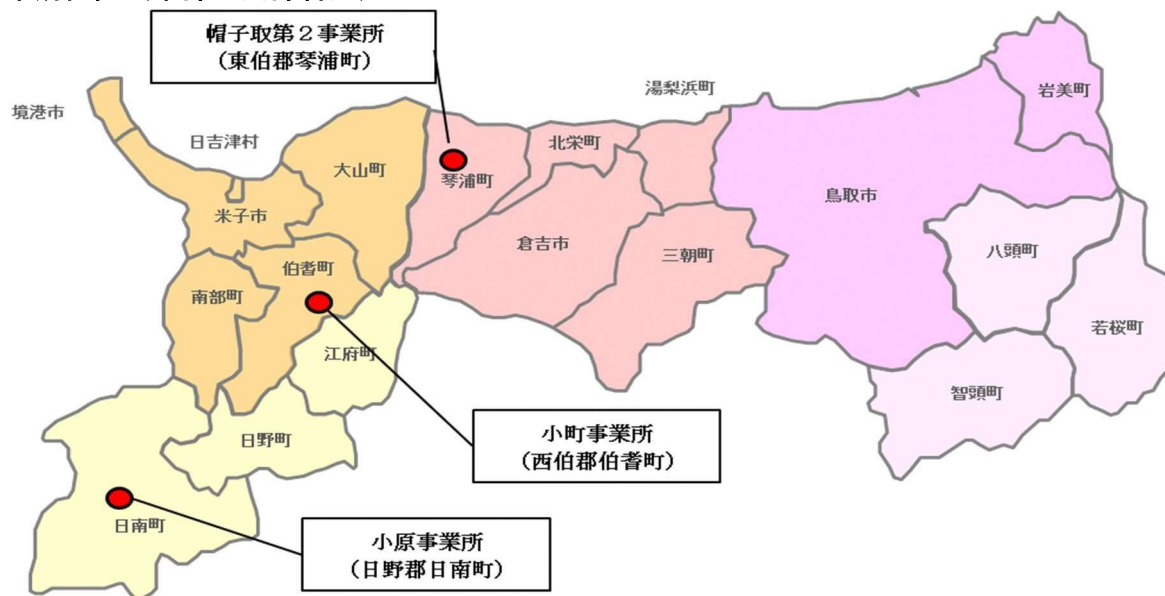 帽子取第２事業所
（東伯郡琴浦町）
湯梨浜町
岩美町
境港市
日吉津村
北栄町
大山町
琴浦町
鳥取市
米子市
倉吉市
三朝町
八頭町
伯耆町
南部町
若桜町
江府町
智頭町
小町事業所
（西伯郡伯耆町）
日野町
日南町
小原事業所
（日野郡日南町）